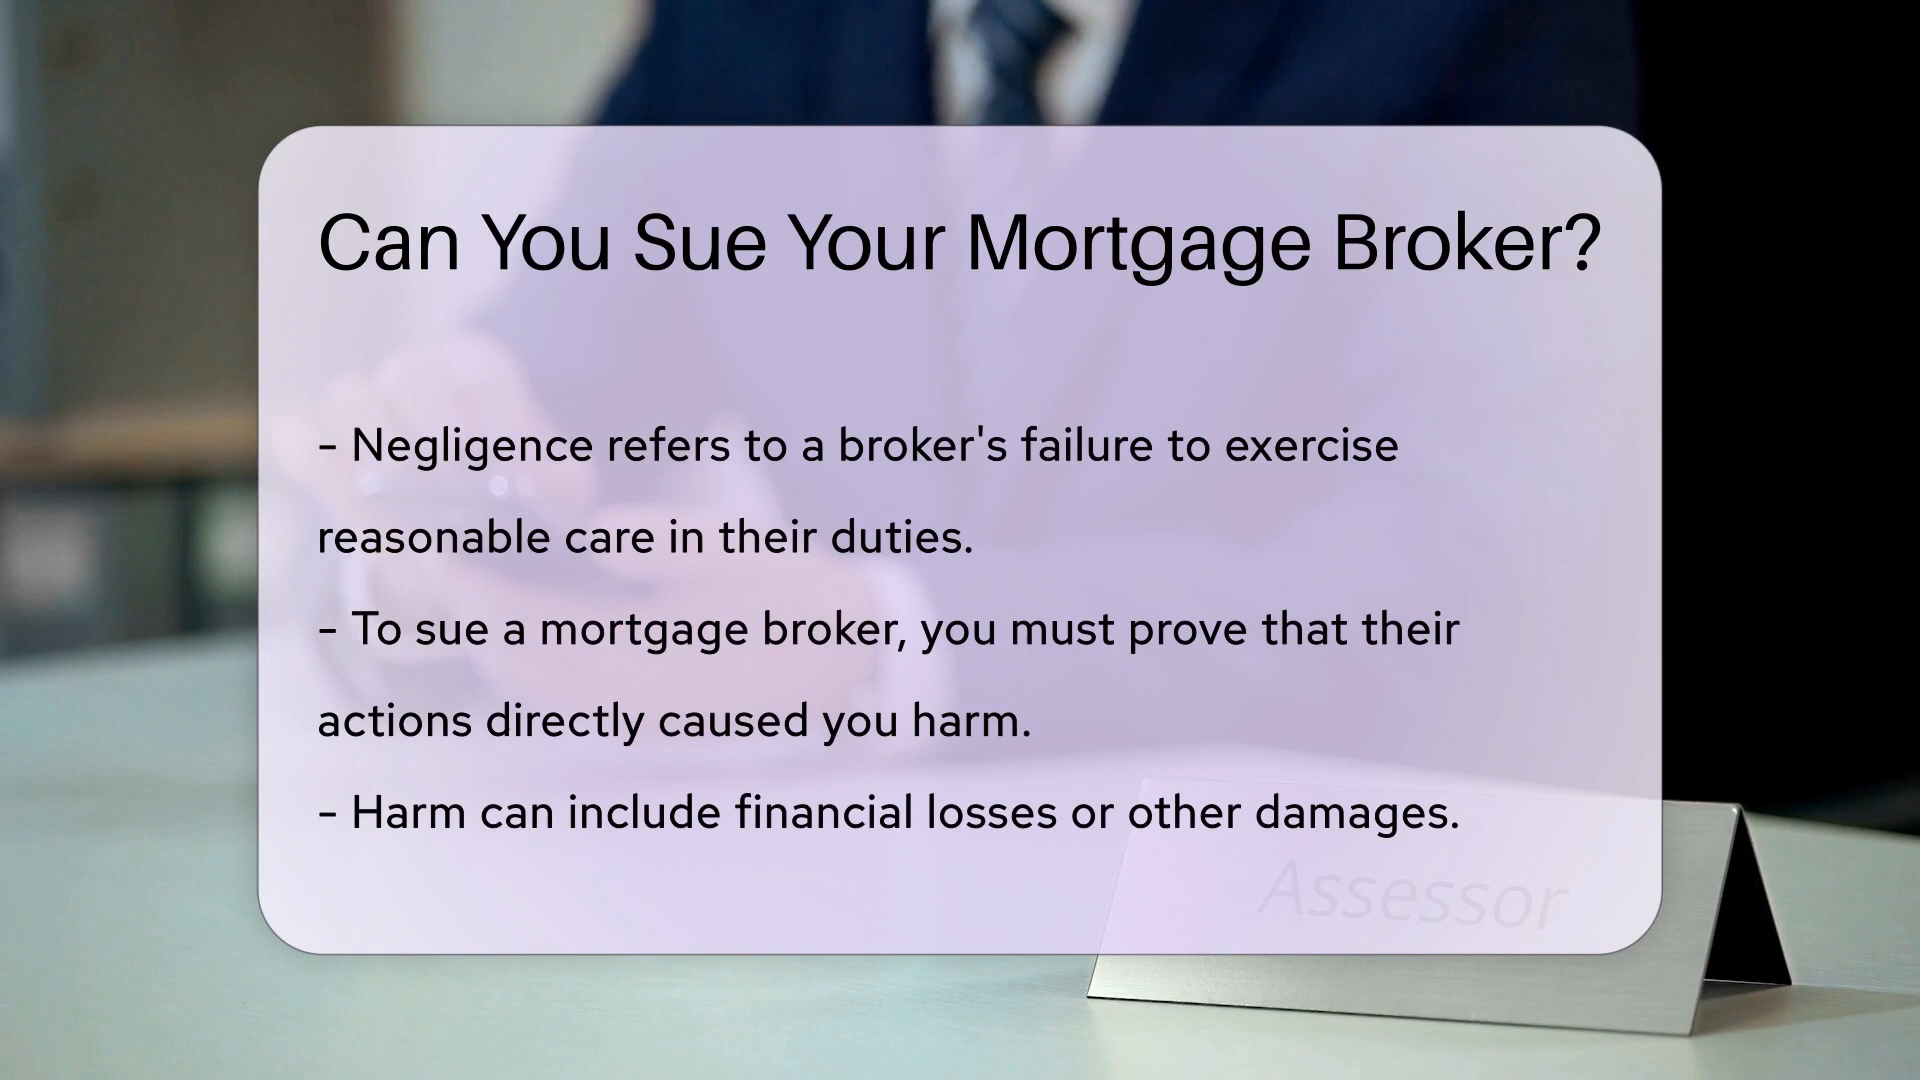 Can You Sue Your Mortgage Broker?
- Negligence refers to a broker's failure to exercise
reasonable care in their duties.
- To sue a mortgage broker, you must prove that their
actions directly caused you harm.
- Harm can include financial losses or other damages.
Assessor